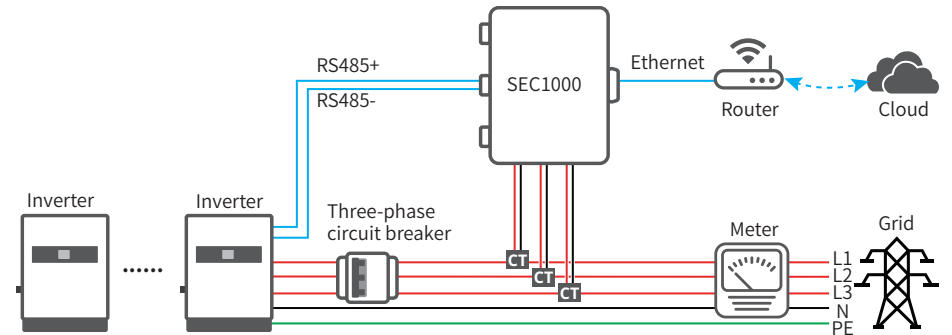 RS485+
RS485-
SEC1000
Ethernet
Router
Cloud
Inverter
Inverter
Three-phase
circuit breaker
CT
CT
CT
Meter
Grid
L1
L2
L3
N
PE